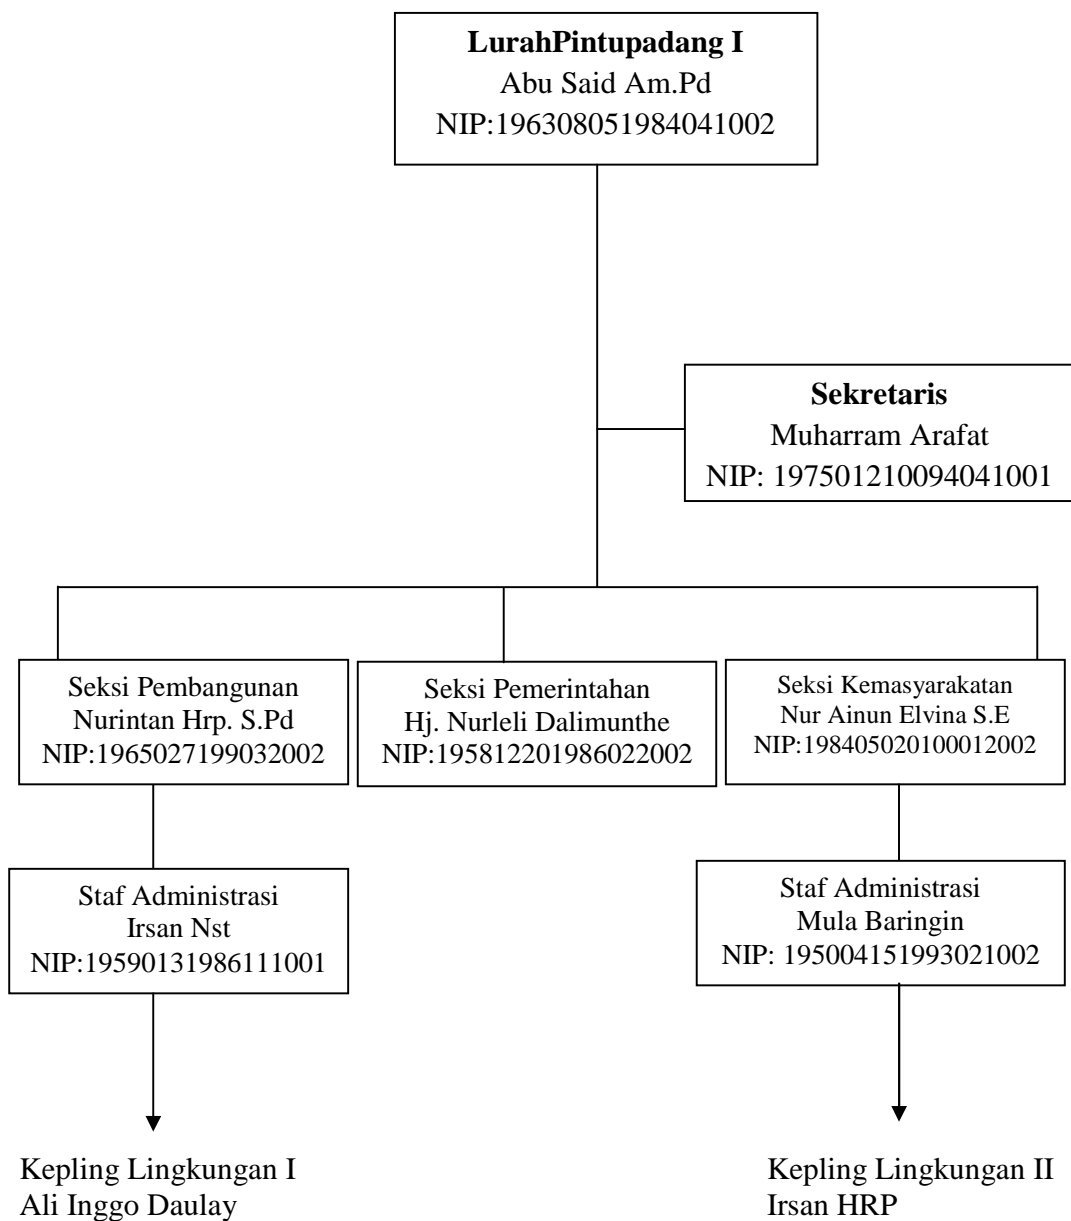 LurahPintupadang I
Abu Said Am.Pd
NIP:196308051984041002
Sekretaris
Muharram Arafat
NIP: 197501210094041001
Seksi Pembangunan
Nurintan Hrp. S.Pd
NIP:1965027199032002
Seksi Pemerintahan
Hj. Nurleli Dalimunthe
NIP:195812201986022002
Seksi Kemasyarakatan
Nur Ainun Elvina S.E
NIP:198405020100012002
Staf Administrasi
Irsan Nst
NIP:19590131986111001
Staf Administrasi
Mula Baringin
NIP: 195004151993021002
Kepling Lingkungan I
Ali Inggo Daulay
Kepling Lingkungan II
Irsan HRP